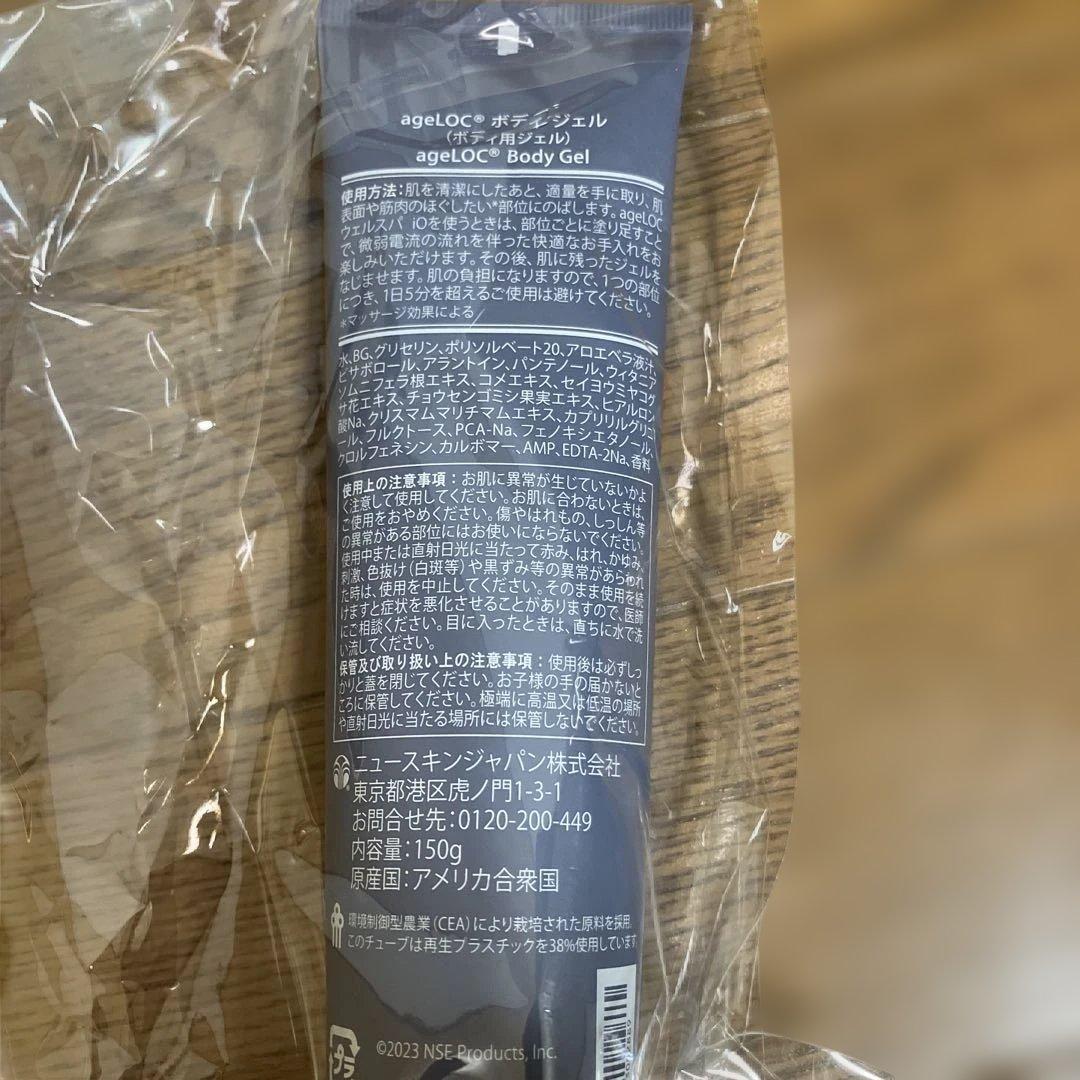 ageLOC® ボディ ジェル
(ボディ用ジェル)
ageLOC® Body Gel
使用方法：肌を清潔にしたあと、適量を手に取り、肌
表面や筋肉のほぐしたい*部位にのばします。ageLOC
ウェルスパ iOを使うときは、部位ごとに塗り足すこと
で、微弱電流の流れを伴った快適なお手入れをお
楽しみいただけます。その後、肌に残ったジェルを
なじませます。肌の負担になりますので、1つの部位
につき、1日5分を超えるご使用は避けてください。
*マッサージ効果による
水、BG、グリセリン、ポリソルベート20、アロエベラ液汁、
ビサボロール、アラントイン、パンテノール、ウイタニア
ソムニフェラ根エキス、コメエキス、セイヨウミヤコグ
サ花エキス、チョウセンゴミシ果実エキス、ヒアルロン
酸Na、クリスマムマリチマムエキス、カプリリルグリコ
ール、フルクトース、PCA-Na、フェノキシエタノール、
クロルフェネシン、カルボマー、AMP、EDTA-2Na、香料
使用上の注意事項：お肌に異常が生じていないかよ
く注意して使用してください。お肌に合わないときは、
ご使用をおやめください。傷やはれもの、しっしん等
の異常がある部位にはお使いにならないでください。
使用中または直射日光に当たって赤み、はれ、かゆみ、
刺激、色抜け(白斑等)や黒ずみ等の異常があらわれ
た時は、使用を中止してください。そのまま使用を続
けますと症状を悪化させることがありますので、医師
にご相談ください。目に入ったときは、直ちに水で洗
い流してください。
保管及び取り扱い上の注意事項：使用後は必ずしっ
かりと蓋を閉じてください。お子様の手の届かないと
ころに保管してください。極端に高温又は低温の場所
や直射日光に当たる場所には保管しないでください。
ニュースキンジャパン株式会社
東京都港区虎ノ門1-3-1
お問合せ先：0120-200-449
内容量：150g
原産国：アメリカ合衆国
環境制御型農業(CEA)により栽培された原料を採用。
このチューブは再生プラスチックを38%使用しています。
プラ
©2023 NSE Products, Inc.